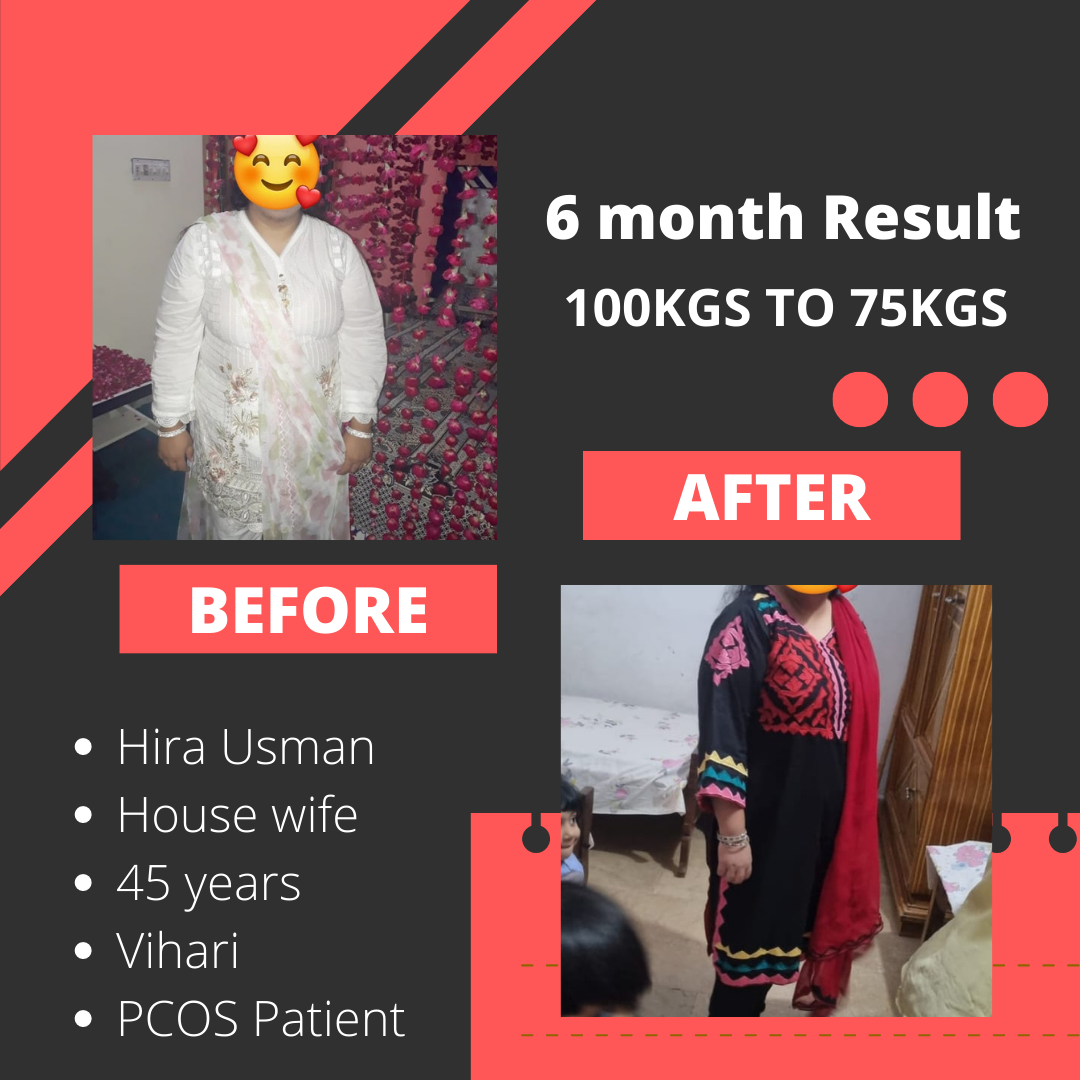 6 month Result
100KGS TO 75KGS
AFTER
BEFORE
Hira Usman
House wife
45 years
Vihari
PCOS Patient